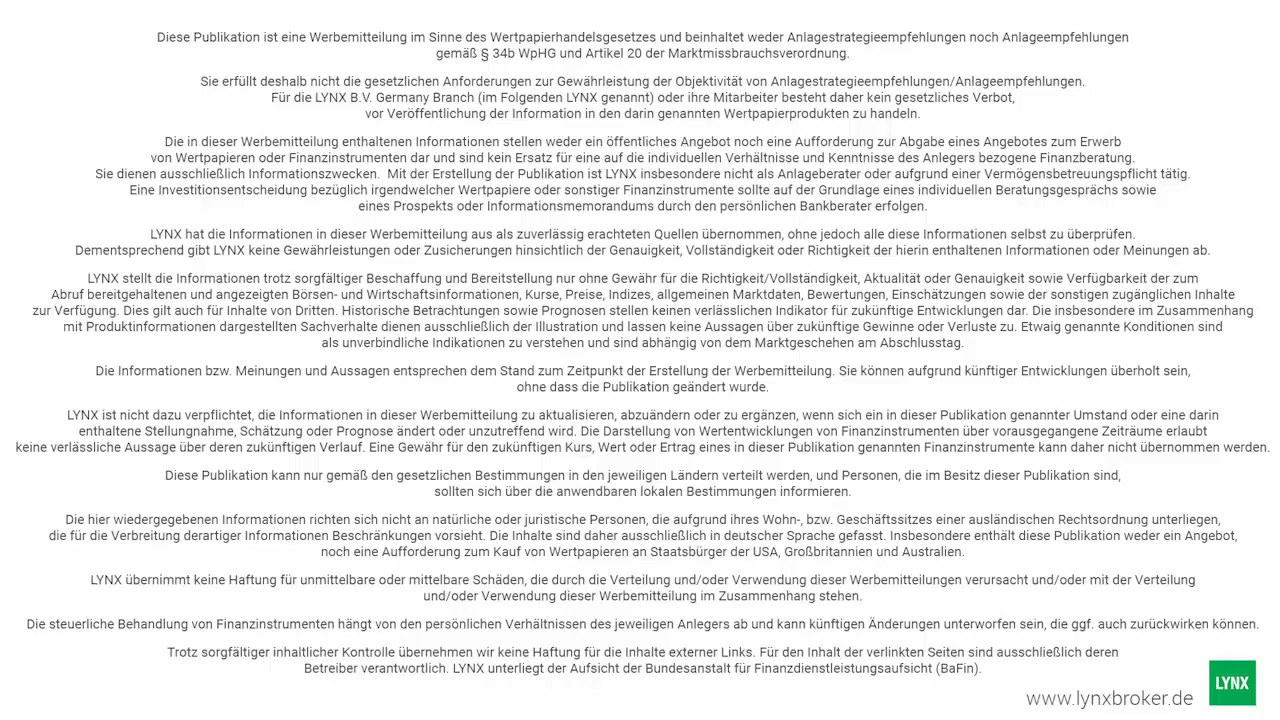 Diese Publikation ist eine Werbemitteilung im Sinne des Wertpapierhandelsgesetzes und beinhaltet weder Anlagestrategieempfehlungen noch Anlageempfehlungen
gemäß § 34b WpHG und Artikel 20 der Marktmissbrauchsverordnung.
Sie erfüllt deshalb nicht die gesetzlichen Anforderungen zur Gewährleistung der Objektivität von Anlagestrategieempfehlungen/Anlageempfehlungen.
Für die LYNX B.V. Germany Branch (im Folgenden LYNX genannt) oder ihre Mitarbeiter besteht daher kein gesetzliches Verbot,
vor Veröffentlichung der Information in den darin genannten Wertpapierprodukten zu handeln.
Die in dieser Werbemitteilung enthaltenen Informationen stellen weder ein öffentliches Angebot noch eine Aufforderung zur Abgabe eines Angebotes zum Erwerb
von Wertpapieren oder Finanzinstrumenten dar und sind kein Ersatz für eine auf die individuellen Verhältnisse und Kenntnisse des Anlegers bezogene Finanzberatung.
Sie dienen ausschließlich Informationszwecken. Mit der Erstellung der Publikation ist LYNX insbesondere nicht als Anlageberater oder aufgrund einer Vermögensbetreuungspflicht tätig.
Eine Investitionsentscheidung bezüglich irgendwelcher Wertpapiere oder sonstiger Finanzinstrumente sollte auf der Grundlage eines individuellen Beratungsgesprächs sowie
eines Prospekts oder Informationsmemorandums durch den persönlichen Bankberater erfolgen.
LYNX hat die Informationen in dieser Werbemitteilung aus als zuverlässig erachteten Quellen übernommen, ohne jedoch alle diese Informationen selbst zu überprüfen.
Dementsprechend gibt LYNX keine Gewährleistungen oder Zusicherungen hinsichtlich der Genauigkeit, Vollständigkeit oder Richtigkeit der hierin enthaltenen Informationen oder Meinungen ab.
LYNX stellt die Informationen trotz sorgfältiger Beschaffung und Bereitstellung nur ohne Gewähr für die Richtigkeit/Vollständigkeit, Aktualität oder Genauigkeit sowie Verfügbarkeit der zum
Abruf bereitgehaltenen und angezeigten Börsen- und Wirtschaftsinformationen, Kurse, Preise, Indizes, allgemeinen Marktdaten, Bewertungen, Einschätzungen sowie der sonstigen zugänglichen Inhalte
zur Verfügung. Dies gilt auch für Inhalte von Dritten. Historische Betrachtungen sowie Prognosen stellen keinen verlässlichen Indikator für zukünftige Entwicklungen dar. Die insbesondere im Zusammenhang
mit Produktinformationen dargestellten Sachverhalte dienen ausschließlich der Illustration und lassen keine Aussagen über zukünftige Gewinne oder Verluste zu. Etwaig genannte Konditionen sind
als unverbindliche Indikationen zu verstehen und sind abhängig von dem Marktgeschehen am Abschlusstag.
Die Informationen bzw. Meinungen und Aussagen entsprechen dem Stand zum Zeitpunkt der Erstellung der Werbemitteilung. Sie können aufgrund künftiger Entwicklungen überholt sein,
ohne dass die Publikation geändert wurde.
LYNX ist nicht dazu verpflichtet, die Informationen in dieser Werbemitteilung zu aktualisieren, abzuändern oder zu ergänzen, wenn sich ein in dieser Publikation genannter Umstand oder eine darin
enthaltene Stellungnahme, Schätzung oder Prognose ändert oder unzutreffend wird. Die Darstellung von Wertentwicklungen von Finanzinstrumenten über vorausgegangene Zeiträume erlaubt
keine verlässliche Aussage über deren zukünftigen Verlauf. Eine Gewähr für den zukünftigen Kurs, Wert oder Ertrag eines in dieser Publikation genannten Finanzinstrumente kann daher nicht übernommen werden.
Diese Publikation kann nur gemäß den gesetzlichen Bestimmungen in den jeweiligen Ländern verteilt werden, und Personen, die im Besitz dieser Publikation sind,
sollten sich über die anwendbaren lokalen Bestimmungen informieren.
Die hier wiedergegebenen Informationen richten sich nicht an natürliche oder juristische Personen, die aufgrund ihres Wohn-, bzw. Geschäftssitzes einer ausländischen Rechtsordnung unterliegen,
die für die Verbreitung derartiger Informationen Beschränkungen vorsieht. Die Inhalte sind daher ausschließlich in deutscher Sprache gefasst. Insbesondere enthält diese Publikation weder ein Angebot,
noch eine Aufforderung zum Kauf von Wertpapieren an Staatsbürger der USA, Großbritannien und Australien.
LYNX übernimmt keine Haftung für unmittelbare oder mittelbare Schäden, die durch die Verteilung und/oder Verwendung dieser Werbemitteilungen verursacht und/oder mit der Verteilung
und/oder Verwendung dieser Werbemitteilung im Zusammenhang stehen.
Die steuerliche Behandlung von Finanzinstrumenten hängt von den persönlichen Verhältnissen des jeweiligen Anlegers ab und kann künftigen Änderungen unterworfen sein, die ggf. auch zurückwirken können.
Trotz sorgfältiger inhaltlicher Kontrolle übernehmen wir keine Haftung für die Inhalte externer Links. Für den Inhalt der verlinkten Seiten sind ausschließlich deren
Betreiber verantwortlich. LYNX unterliegt der Aufsicht der Bundesanstalt für Finanzdienstleistungsaufsicht (BaFin).
www.lynxbroker.de
LYNX